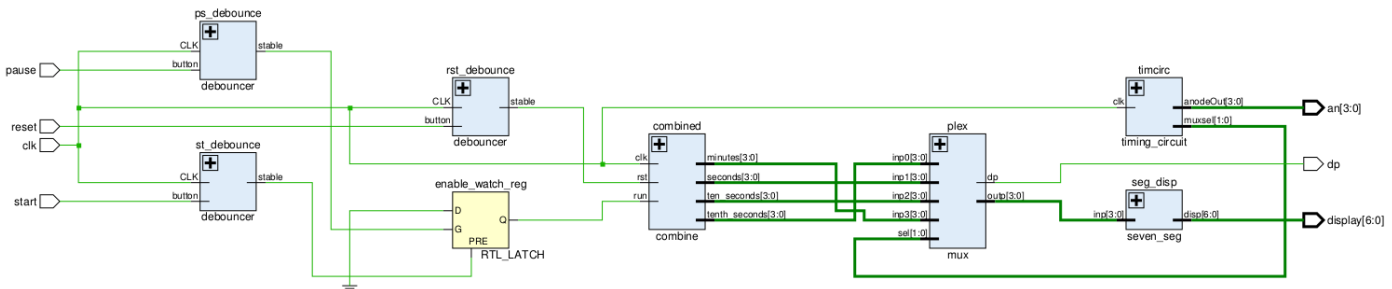 ps_debounce
CLK
stable
button
debouncer
pause
reset
clk
start
st_debounce
CLK
stable
button
debouncer
rst_debounce
CLK
stable
button
debouncer
enable_watch_reg
D
Q
G
PRE
RTL_LATCH
combined
clk
minutes[3:0]
rst
seconds[3:0]
run
ten_seconds[3:0]
tenth_seconds[3:0]
combine
plex
inp0[3:0]
inp1[3:0]
dp
inp2[3:0]
outp[3:0]
inp3[3:0]
sel[1:0]
mux
timcirc
clk
anodeOut[3:0]
muxsel[1:0]
timing_circuit
seg_disp
inp[3:0]
disp[6:0]
seven_seg
an[3:0]
dp
display[6:0]